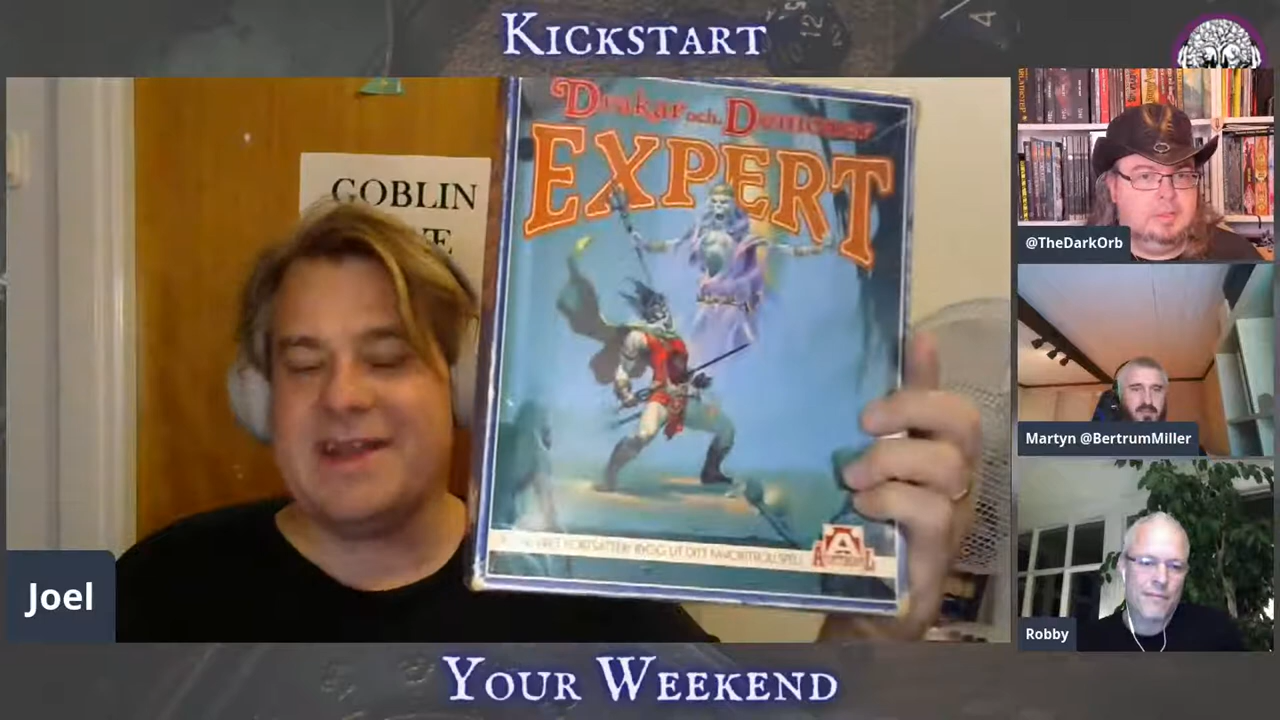 KICKSTART
GOBLIN
Drakar och Demoner
EXPERT
@TheDarkOrb
Martyn @BertrumMiller
Robby
Joel
YOUR WEEKEND